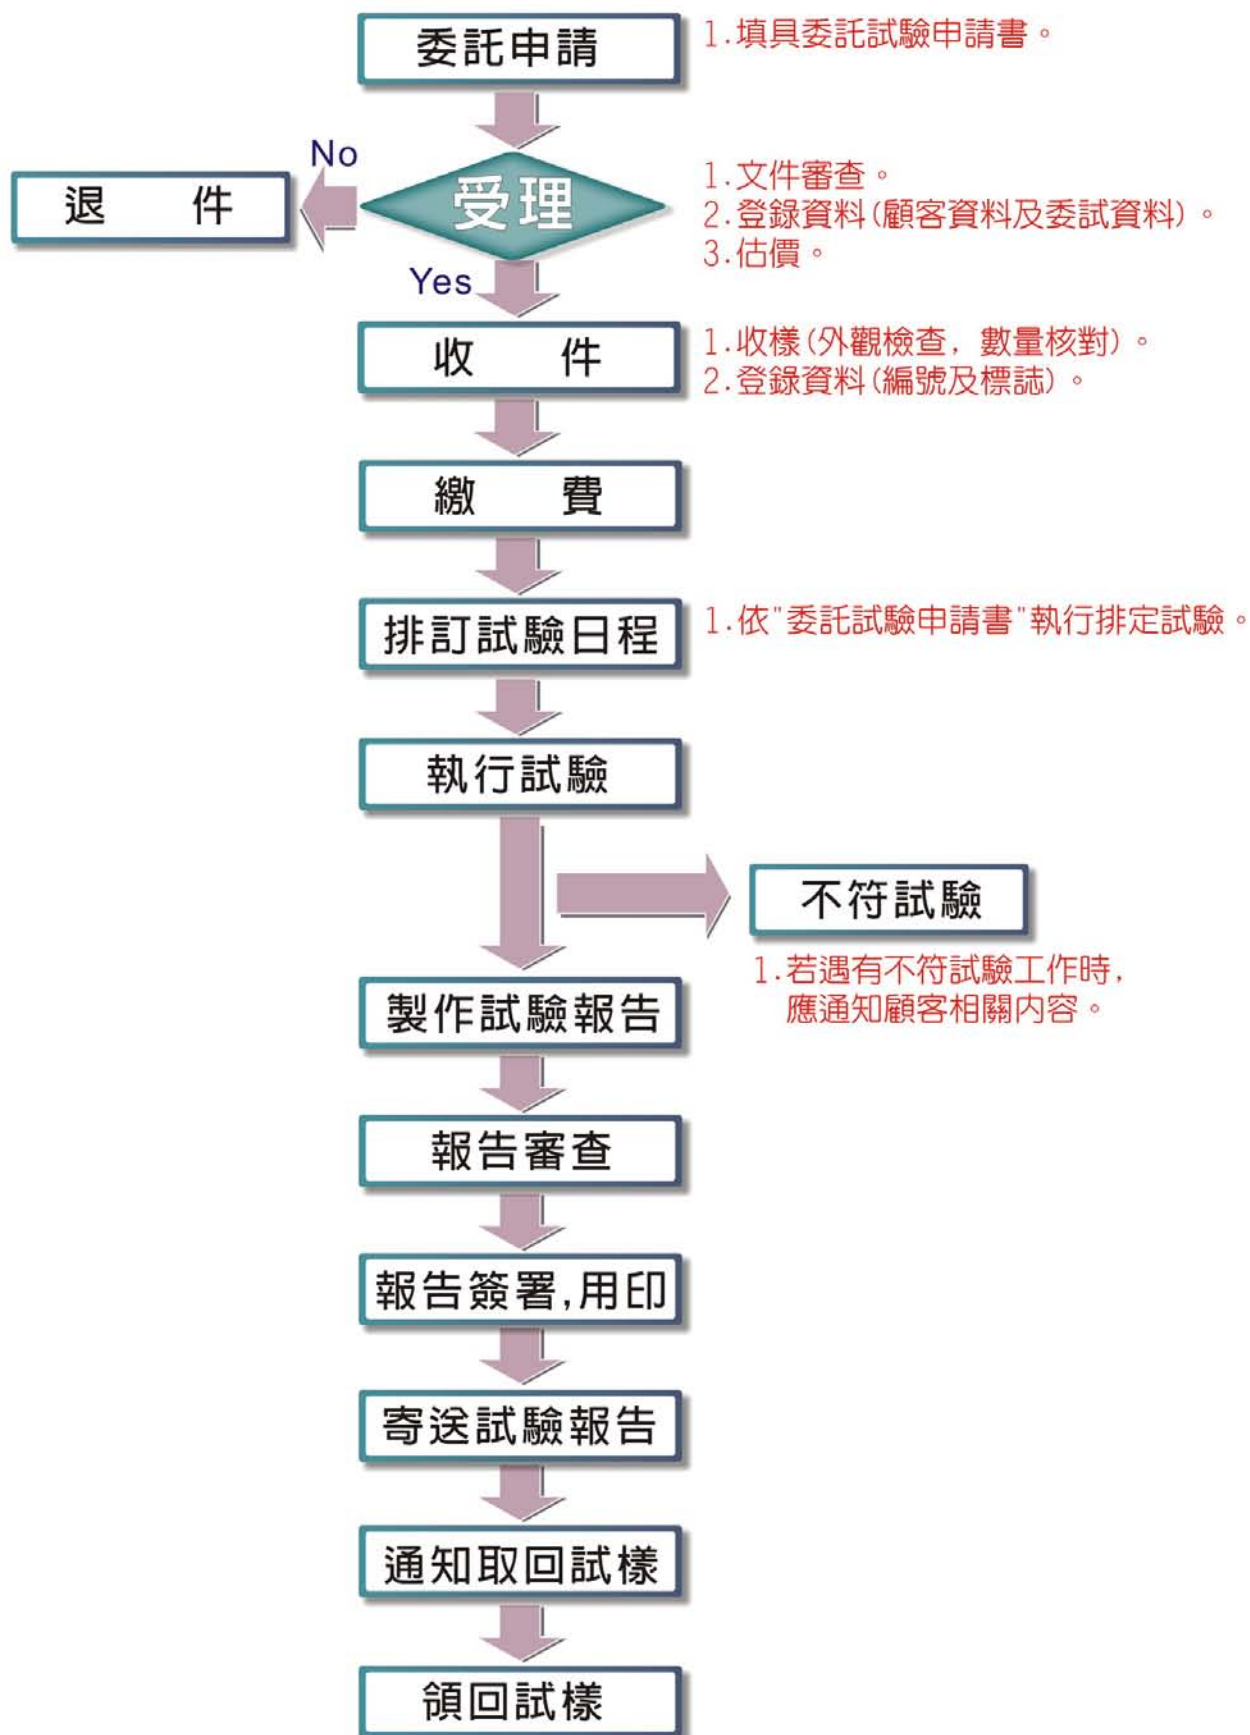 委託申請
1.填具委託試驗申請書。
No
退 件
受理
1.文件審查。
2.登錄資料(顧客資料及委試資料)。
3.估價。
Yes
收 件
1.收樣(外觀檢查, 數量核對)。
2.登錄資料(編號及標誌)。
繳 費
排訂試驗日程
1.依"委託試驗申請書"執行排定試驗。
執行試驗
不符試驗
1.若遇有不符試驗工作時,
應通知顧客相關內容。
製作試驗報告
報告審查
報告簽署,用印
寄送試驗報告
通知取回試樣
領回試樣